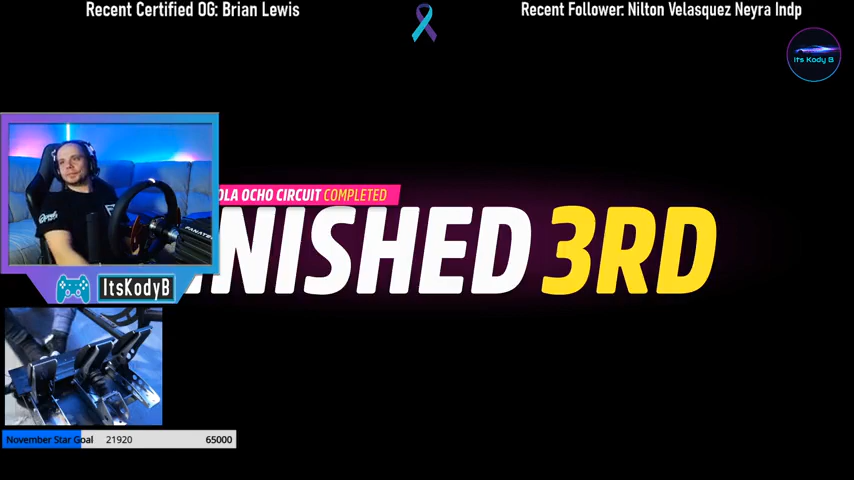 Recent Certified OG: Brian Lewis
Recent Follower: Nilton Velasquez Neyra Indp
Its Kody B
OLA OCHO CIRCUIT COMPLETED
NISHED 3RD
FANATEC
ItsKodyB
November Star Goal 21920 65000